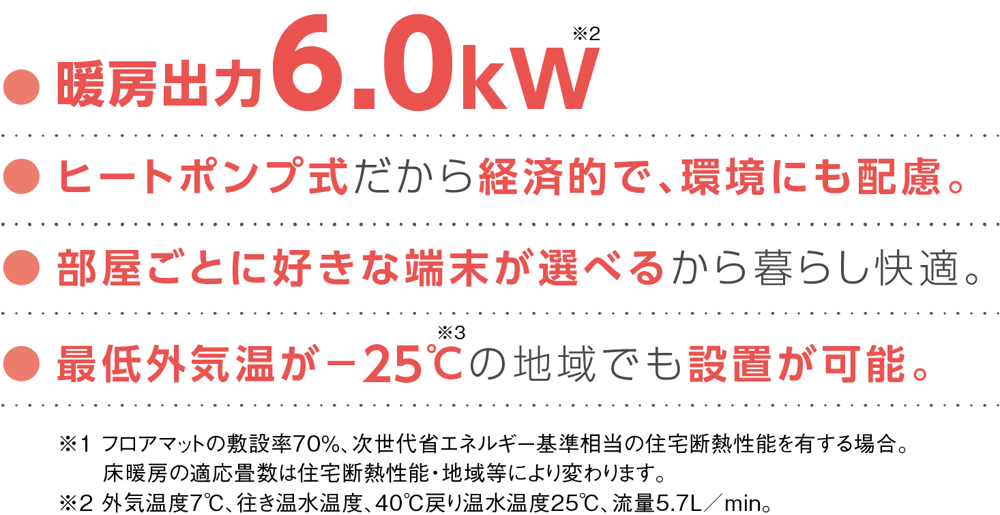 ● 暖房出力6.0kW※2
● ヒートポンプ式だから経済的で、環境にも配慮。
● 部屋ごとに好きな端末が選べるから暮らし快適。
● 最低外気温が−25℃※3の地域でも設置が可能。
※1 フロアマットの敷設率70%、次世代省エネルギー基準相当の住宅断熱性能を有する場合。
床暖房の適応畳数は住宅断熱性能・地域等により変わります。
※2 外気温度7℃、往き温水温度、40℃戻り温水温度25℃、流量5.7L／min。